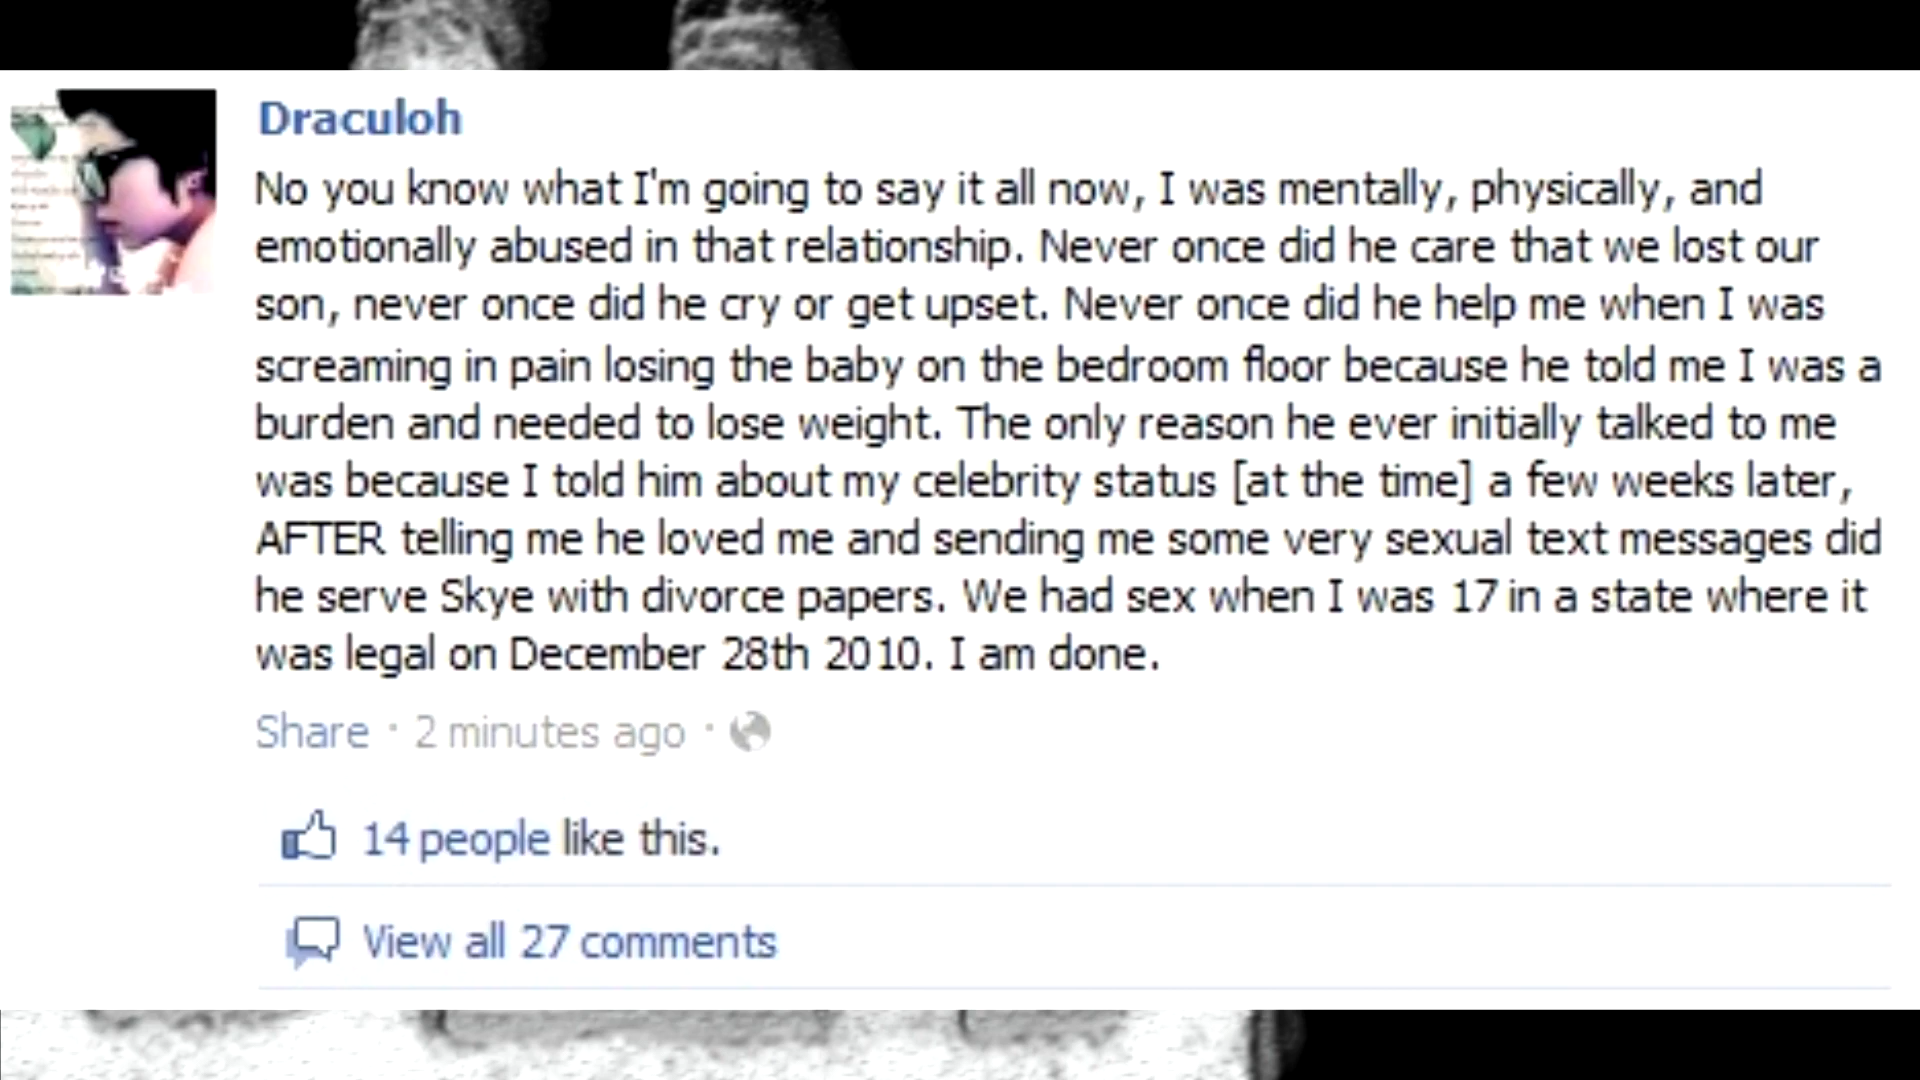 Draculoh
No you know what I'm going to say it all now, I was mentally, physically, and
emotionally abused in that relationship. Never once did he care that we lost our
son, never once did he cry or get upset. Never once did he help me when I was
screaming in pain losing the baby on the bedroom floor because he told me I was a
burden and needed to lose weight. The only reason he ever initially talked to me
was because I told him about my celebrity status [at the time] a few weeks later,
AFTER telling me he loved me and sending me some very sexual text messages did
he serve Skye with divorce papers. We had sex when I was 17 in a state where it
was legal on December 28th 2010. I am done.
Share · 2 minutes ago ·
14 people like this.
View all 27 comments